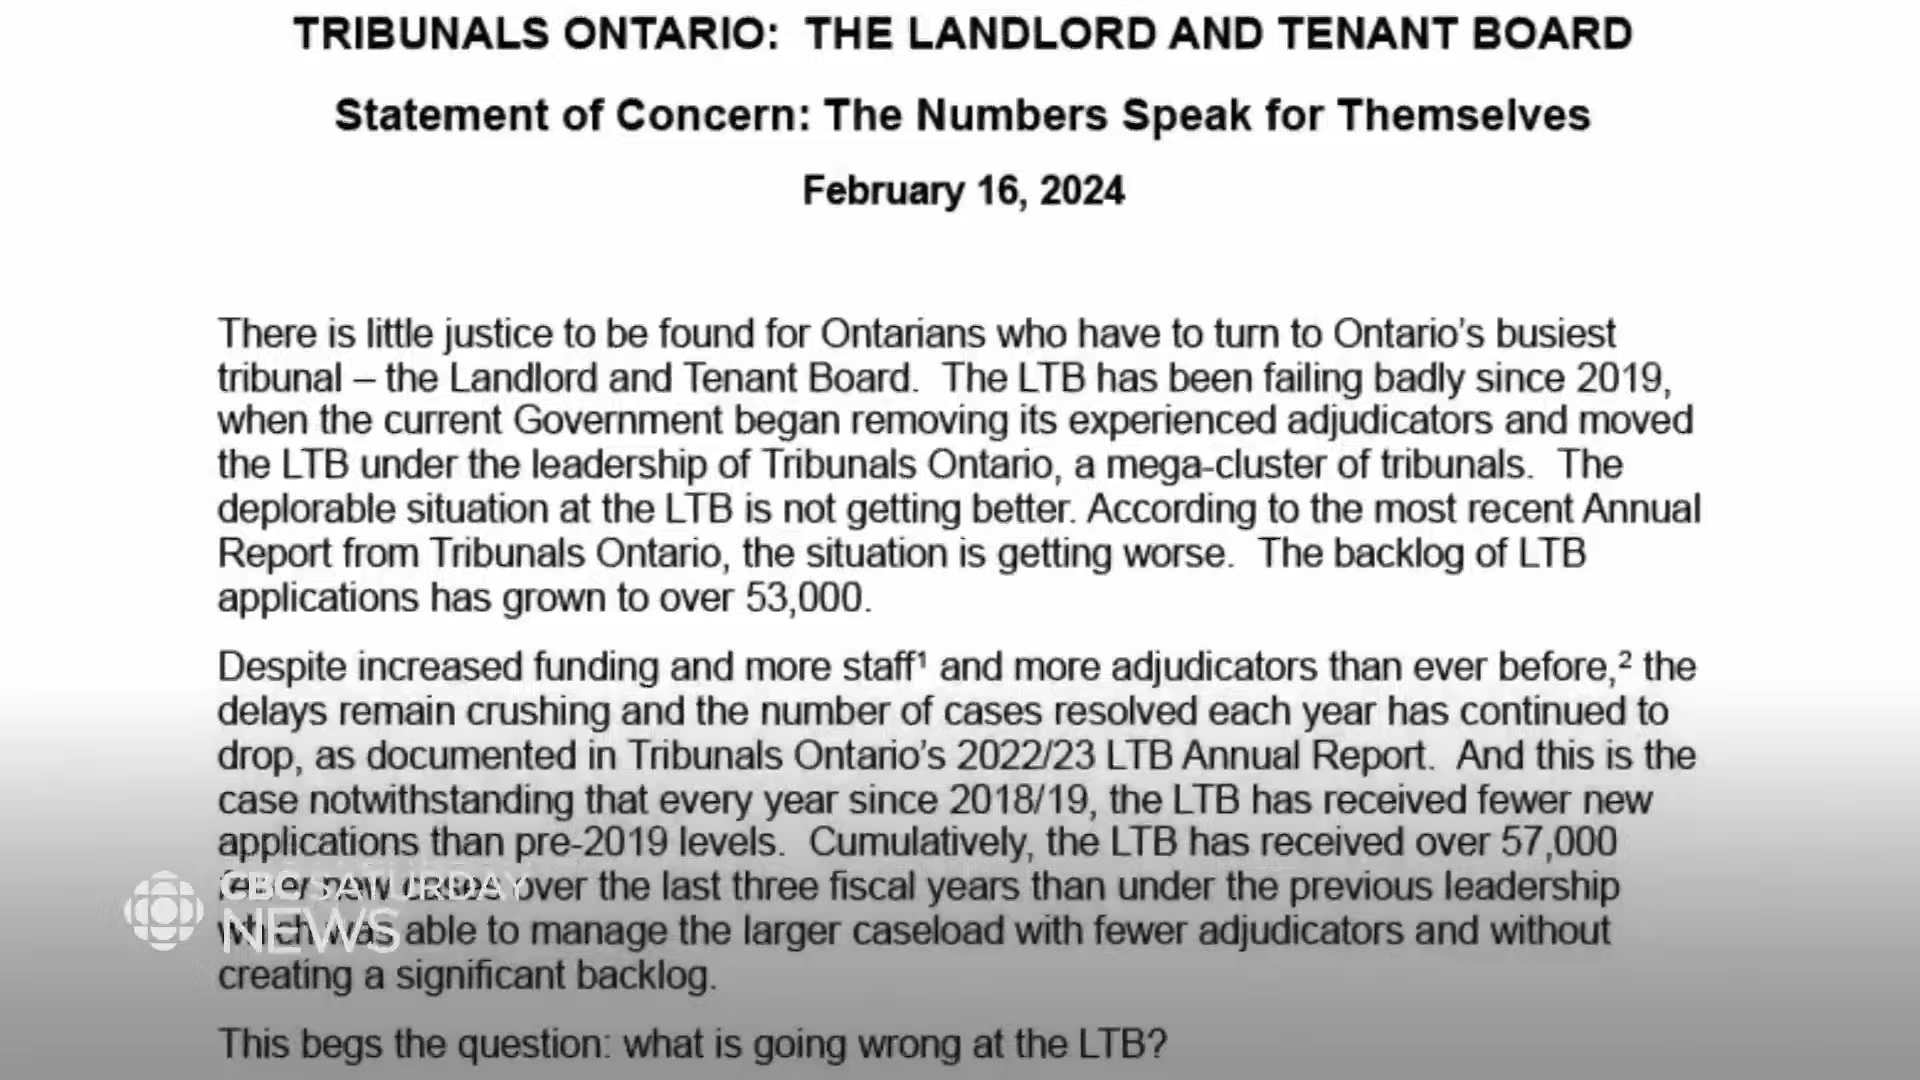 TRIBUNALS ONTARIO: THE LANDLORD AND TENANT BOARD
Statement of Concern: The Numbers Speak for Themselves
February 16, 2024
There is little justice to be found for Ontarians who have to turn to Ontario's busiest
tribunal – the Landlord and Tenant Board. The LTB has been failing badly since 2019,
when the current Government began removing its experienced adjudicators and moved
the LTB under the leadership of Tribunals Ontario, a mega-cluster of tribunals. The
deplorable situation at the LTB is not getting better. According to the most recent Annual
Report from Tribunals Ontario, the situation is getting worse. The backlog of LTB
applications has grown to over 53,000.
Despite increased funding and more staff¹ and more adjudicators than ever before,² the
delays remain crushing and the number of cases resolved each year has continued to
drop, as documented in Tribunals Ontario's 2022/23 LTB Annual Report. And this is the
case notwithstanding that every year since 2018/19, the LTB has received fewer new
applications than pre-2019 levels. Cumulatively, the LTB has received over 57,000
fewer new cases over the last three fiscal years than under the previous leadership
which was able to manage the larger caseload with fewer adjudicators and without
creating a significant backlog.
This begs the question: what is going wrong at the LTB?
CBC SATURDAY
NEWS